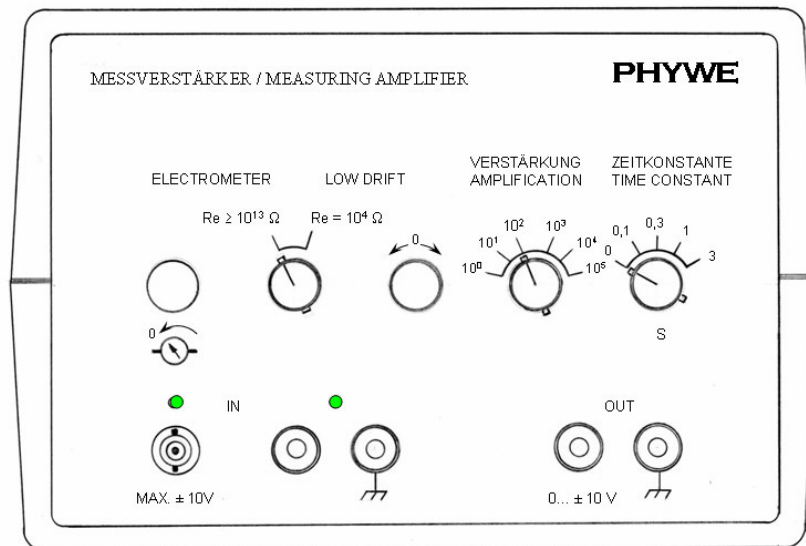 MESSVERSTÄRKER / MEASURING AMPLIFIER
PHYWE
ELECTROMETER
LOW DRIFT
VERSTÄRKUNG
AMPLIFICATION
ZEITKONSTANTE
TIME CONSTANT
Re ≥ 10¹³ Ω
Re = 10⁴ Ω
0
10⁰
10¹
10²
10³
10⁴
10⁵
0
0,1
0,3
1
3
0
S
IN
OUT
MAX. ± 10V
0... ± 10 V